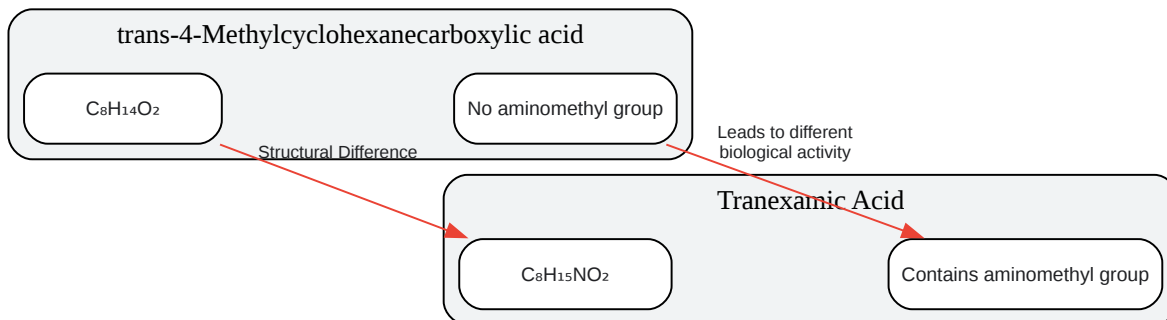 trans-4-Methylcyclohexanecarboxylic acid
C₈H₁₄O₂
No aminomethyl group
Structural Difference
Leads to different
biological activity
Tranexamic Acid
C₈H₁₅NO₂
Contains aminomethyl group